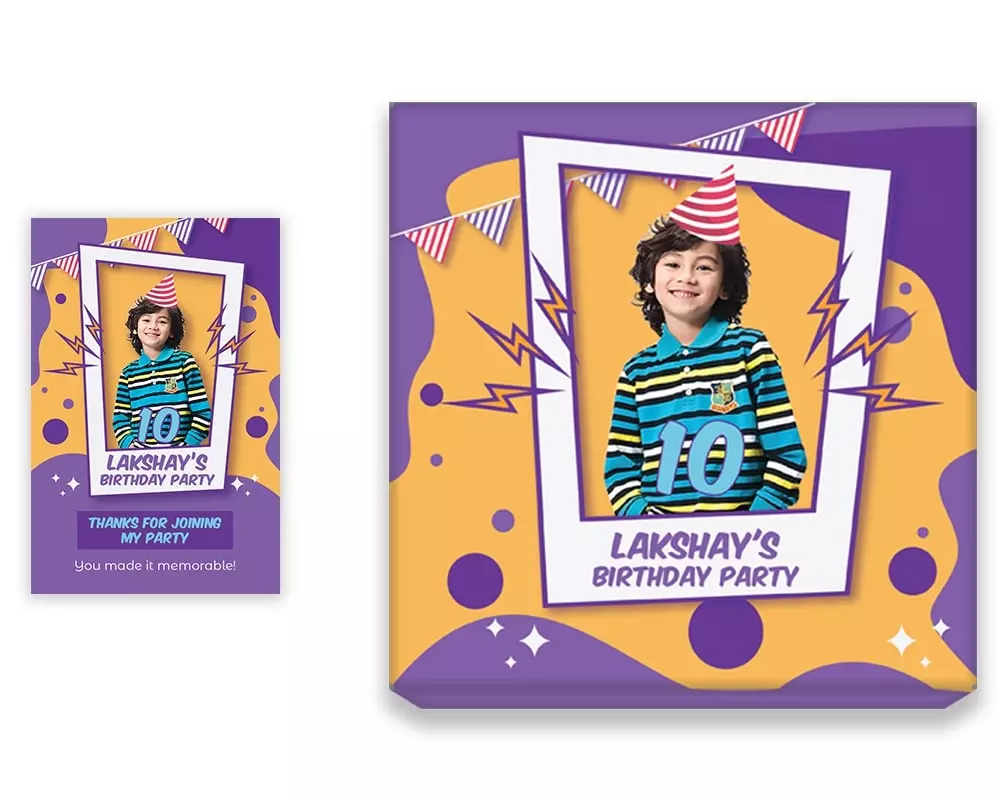 10
LAKSHAY'S
BIRTHDAY PARTY
THANKS FOR JOINING
MY PARTY
You made it memorable!
10
LAKSHAY'S
BIRTHDAY PARTY